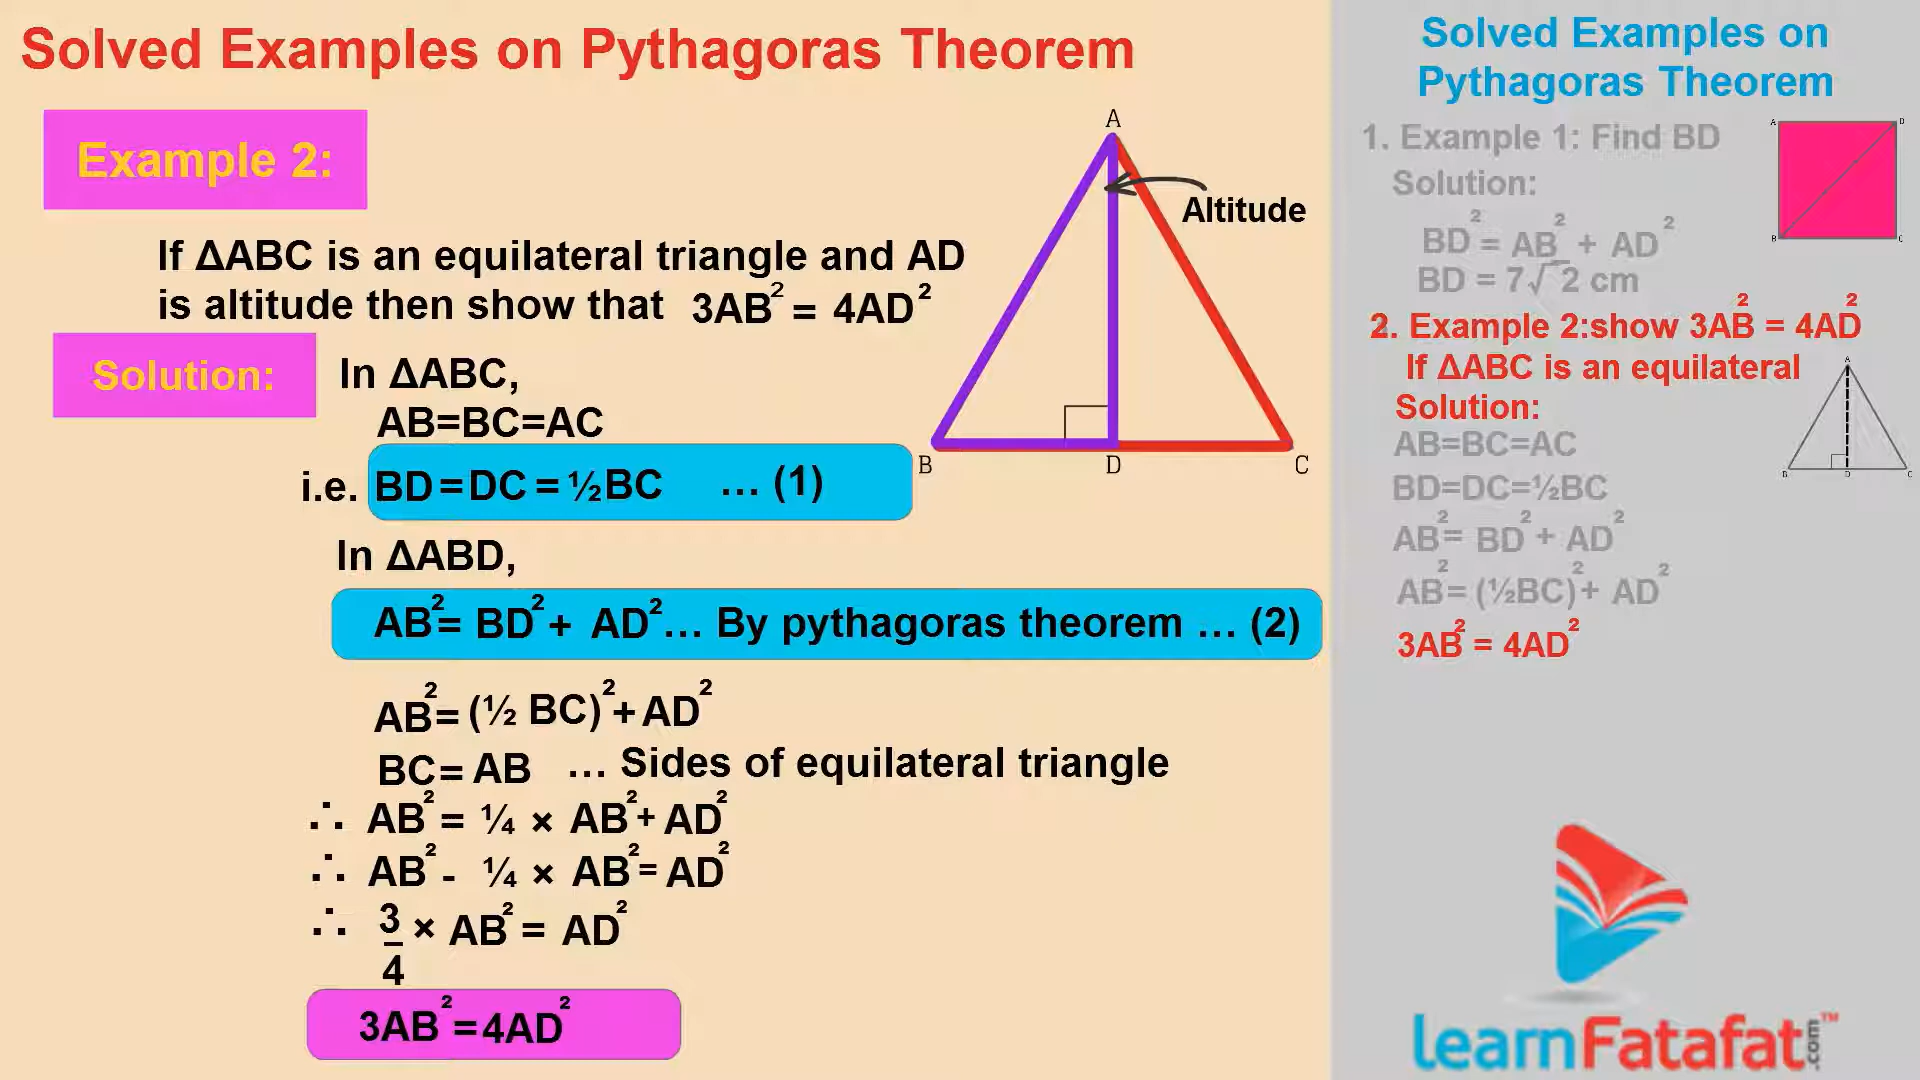 Solved Examples on Pythagoras Theorem
Example 2:
If ΔABC is an equilateral triangle and AD
is altitude then show that 3AB² = 4AD²
Solution:
In ΔABC,
AB=BC=AC
i.e. BD=DC=½BC ... (1)
In ΔABD,
AB²= BD²+ AD²... By pythagoras theorem ... (2)
AB²=(½ BC)²+AD²
BC=AB ... Sides of equilateral triangle
∴ AB² = ¼ × AB²+AD²
∴ AB² - ¼ × AB²=AD²
∴ 3/4 × AB² = AD²
3AB²=4AD²
A
Altitude
B
D
C
Solved Examples on
Pythagoras Theorem
1. Example 1: Find BD
Solution:
BD² = AB² + AD²
BD = 7√2 cm
A
D
B
C
2. Example 2:show 3AB² = 4AD²
If ΔABC is an equilateral
Solution:
AB=BC=AC
BD=DC=½BC
AB²= BD²+ AD²
AB²=(½BC)²+ AD²
3AB² = 4AD²
A
B
D
C
learnFatafat™
.com